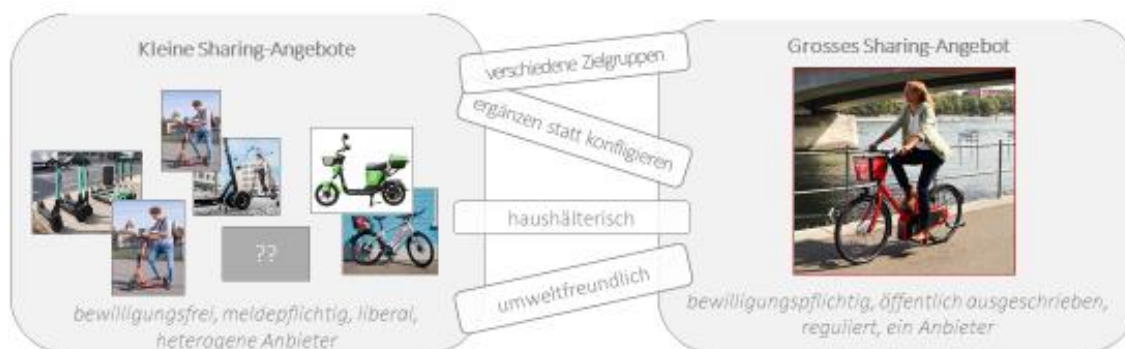 Kleine Sharing-Angebote
??
bewilligungsfrei, meldepflichtig, liberal,
heterogene Anbieter
verschiedene Zielgruppen
ergänzen statt konfligieren
haushälterisch
umweltfreundlich
Grosses Sharing-Angebot
bewilligungspflichtig, öffentlich ausgeschrieben,
reguliert, ein Anbieter